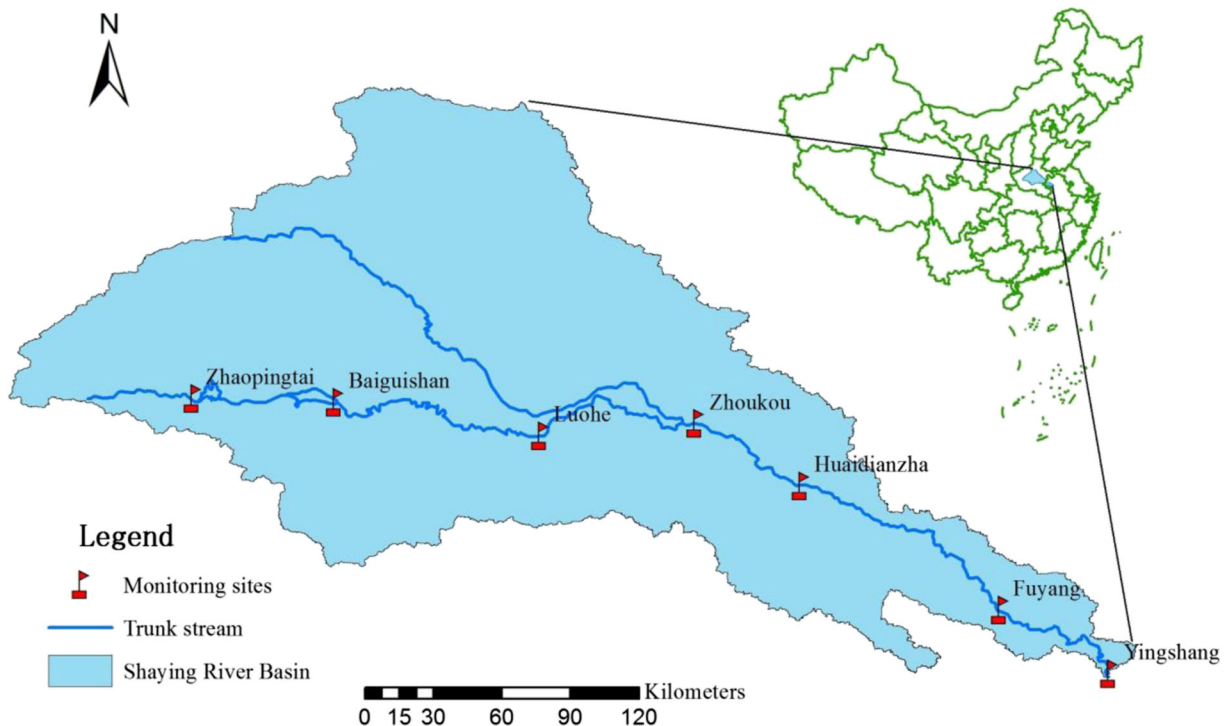 N
Zhaopingtai
Baiguishan
Luohe
Zhoukou
Huaidianzha
Fuyang
Yingshang
Legend
Monitoring sites
Trunk stream
Shaying River Basin
Kilometers
0 15 30 60 90 120